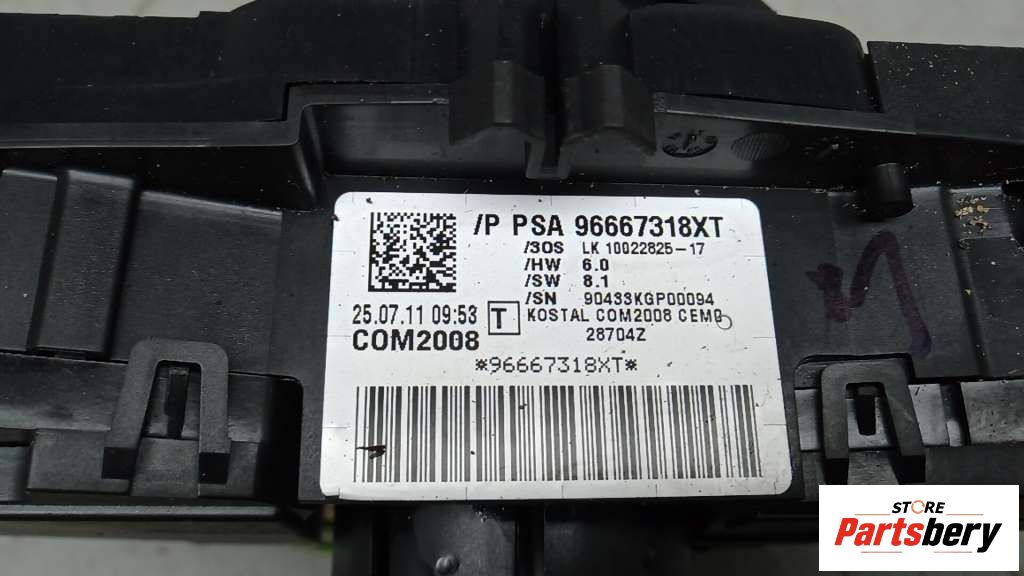 /P PSA 96667318XT
/3OS LK 10022825-17
/HW 6.0
/SW 8.1
/SN 90433KGP00094
25.07.11 09:53 T KOSTAL COM2008 CEM0
COM2008 28704Z
*96667318XT*
STORE
Partsbery